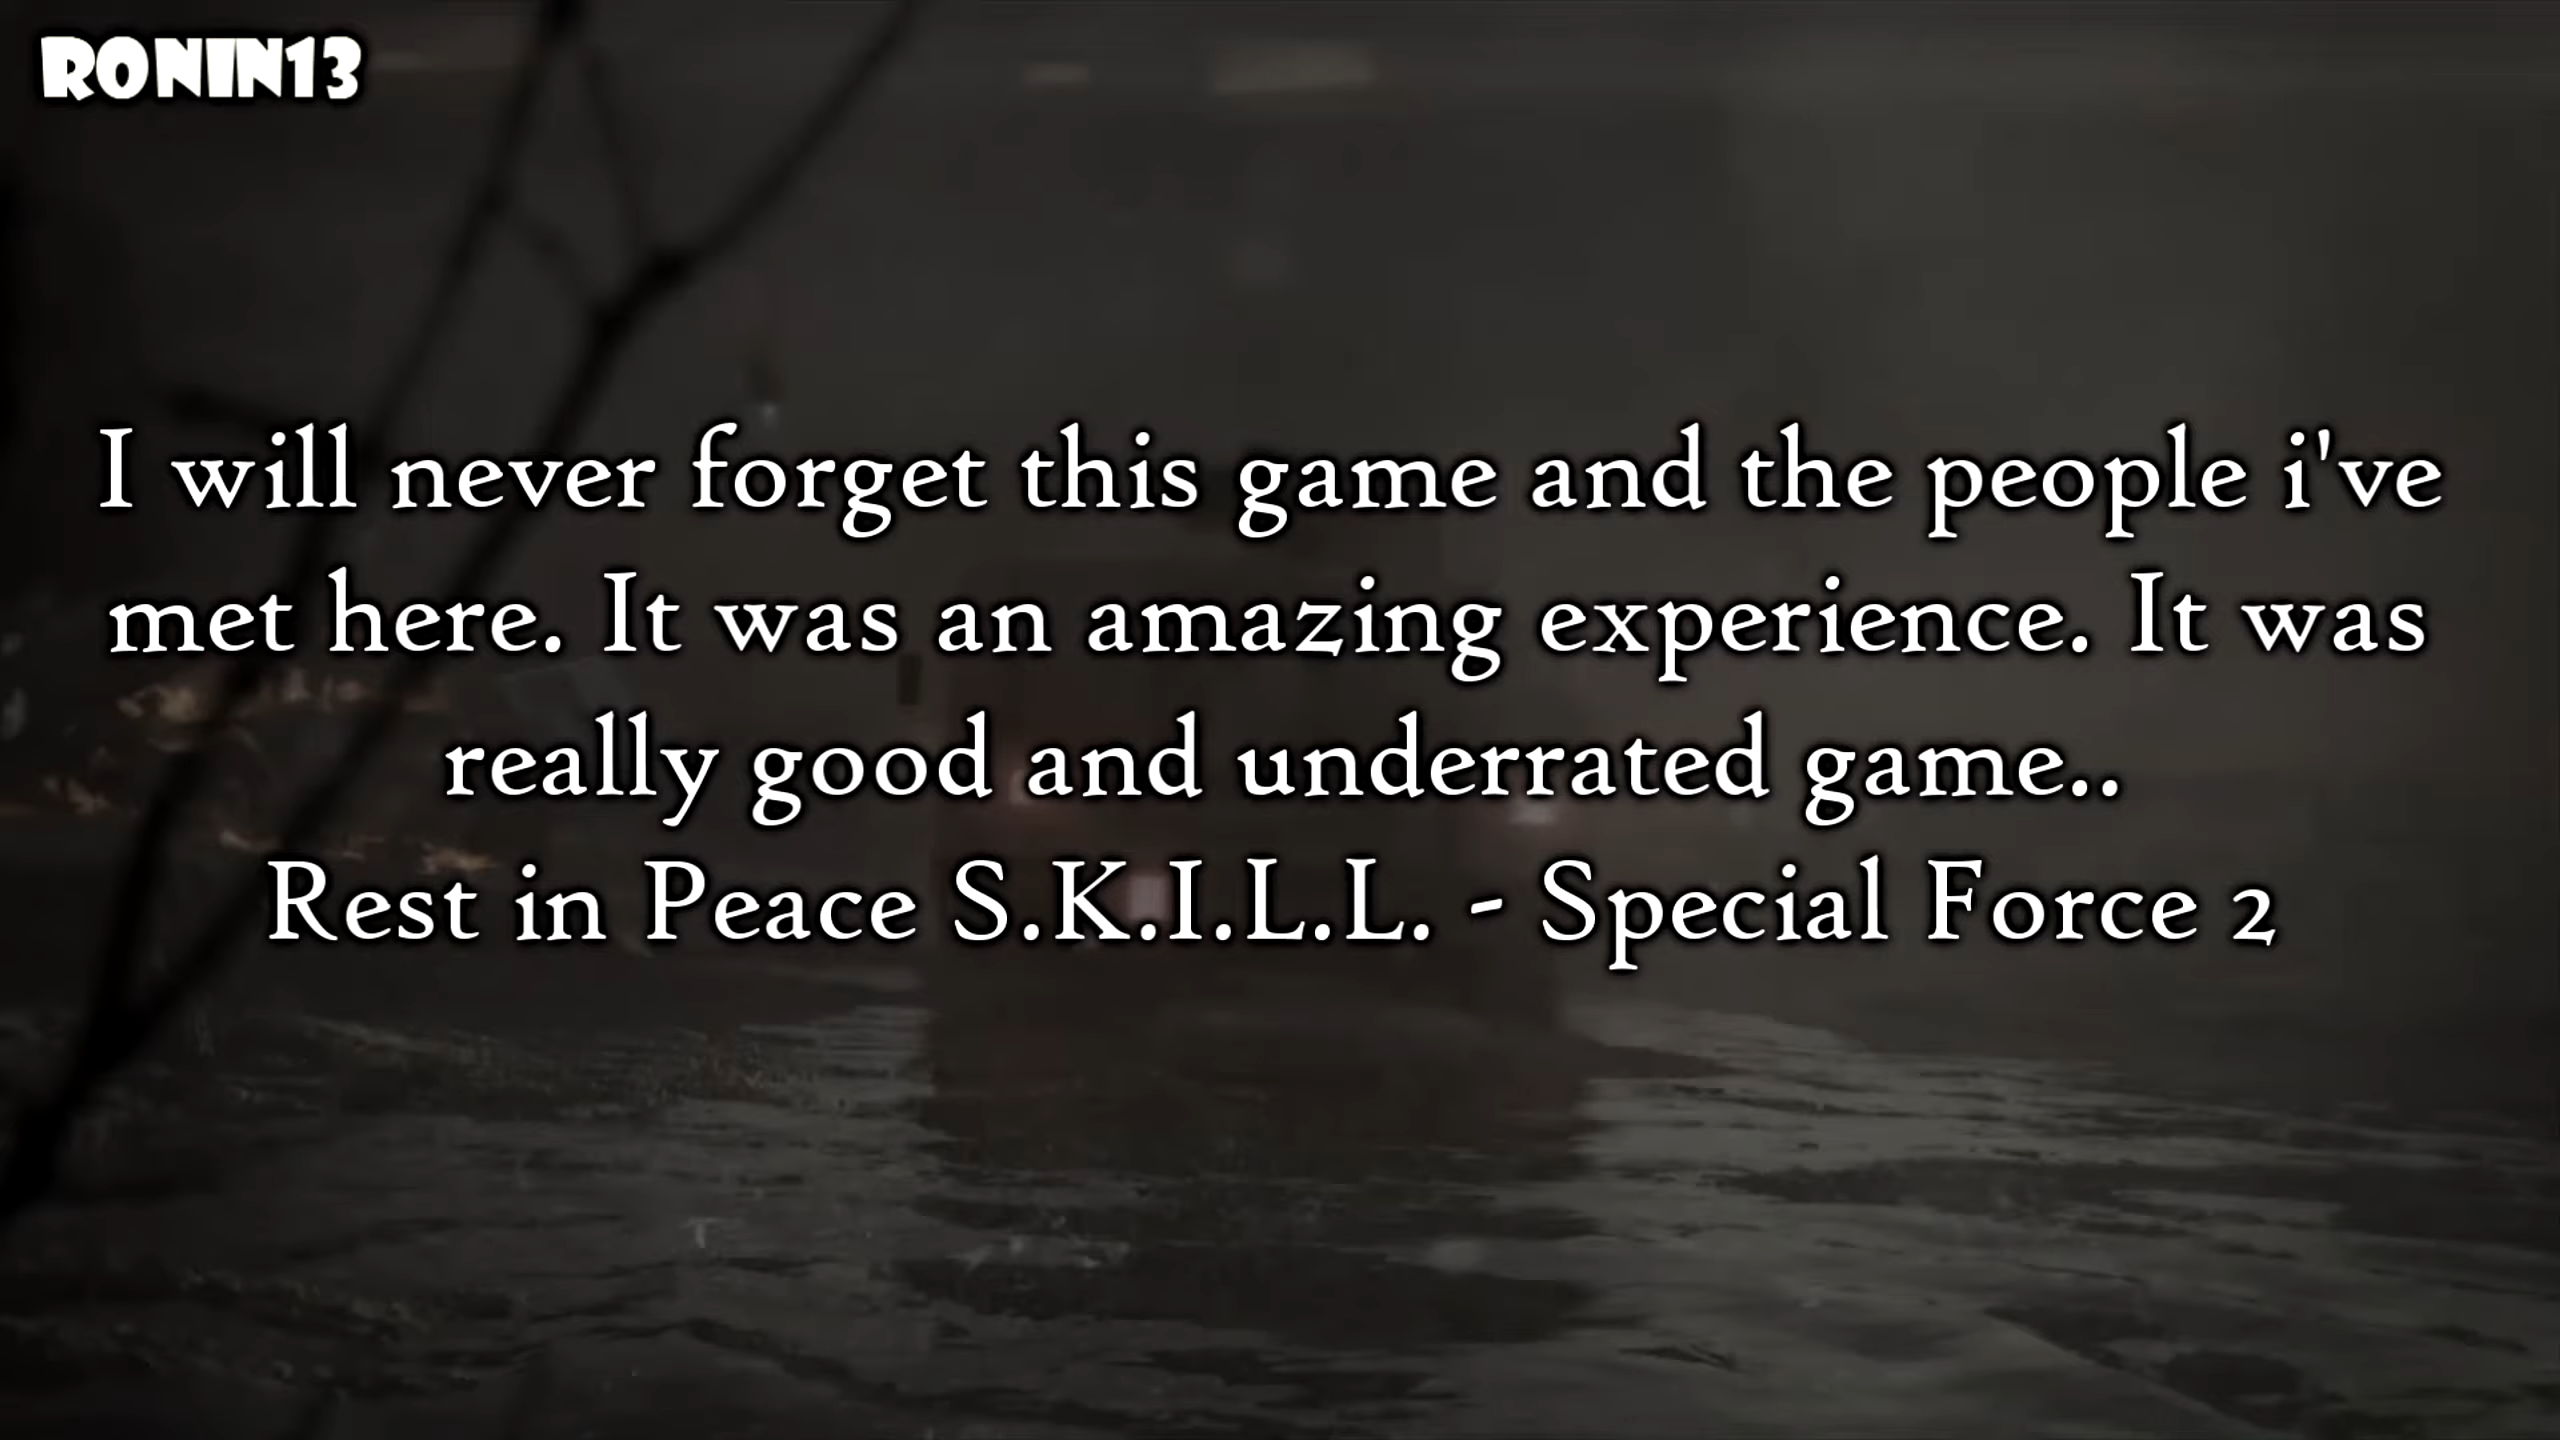 RONIN13
I will never forget this game and the people i've
met here. It was an amazing experience. It was
really good and underrated game..
Rest in Peace S.K.I.L.L. - Special Force 2